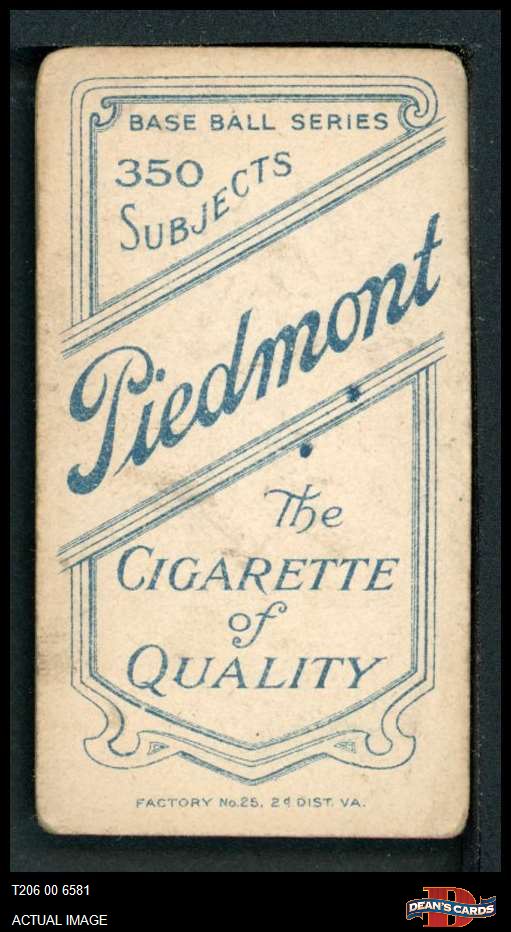 BASE BALL SERIES
350
SUBJECTS
Piedmont
The
CIGARETTE
of
QUALITY
FACTORY No. 25. 2d DIST. VA.
T206 00 6581
ACTUAL IMAGE
D
DEAN'S CARDS